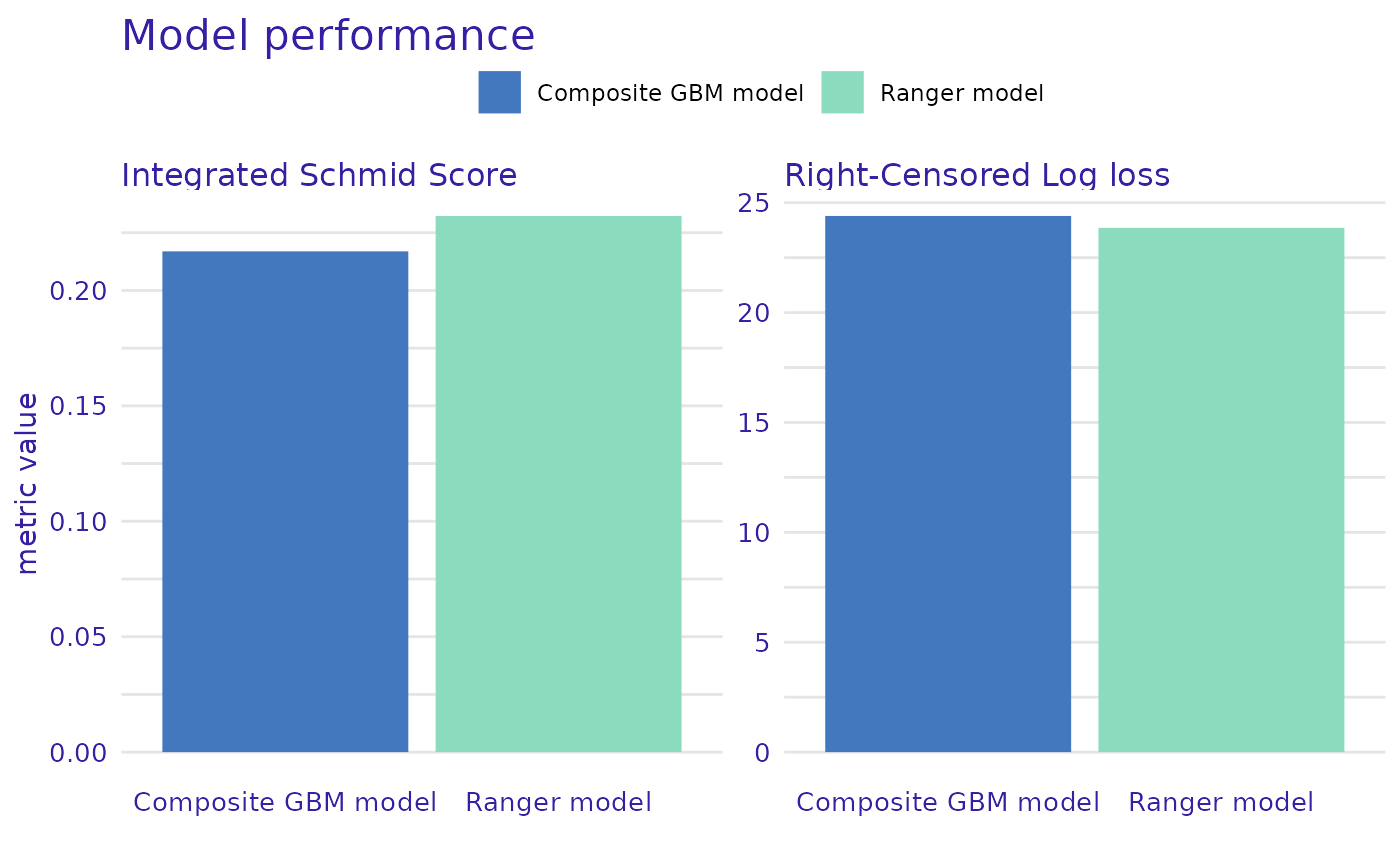 Model performance
Composite GBM model
Ranger model
Integrated Schmid Score
Right-Censored Log loss
metric value
0.20
0.15
0.10
0.05
0.00
Composite GBM model
Ranger model
25
20
15
10
5
0
Composite GBM model
Ranger model